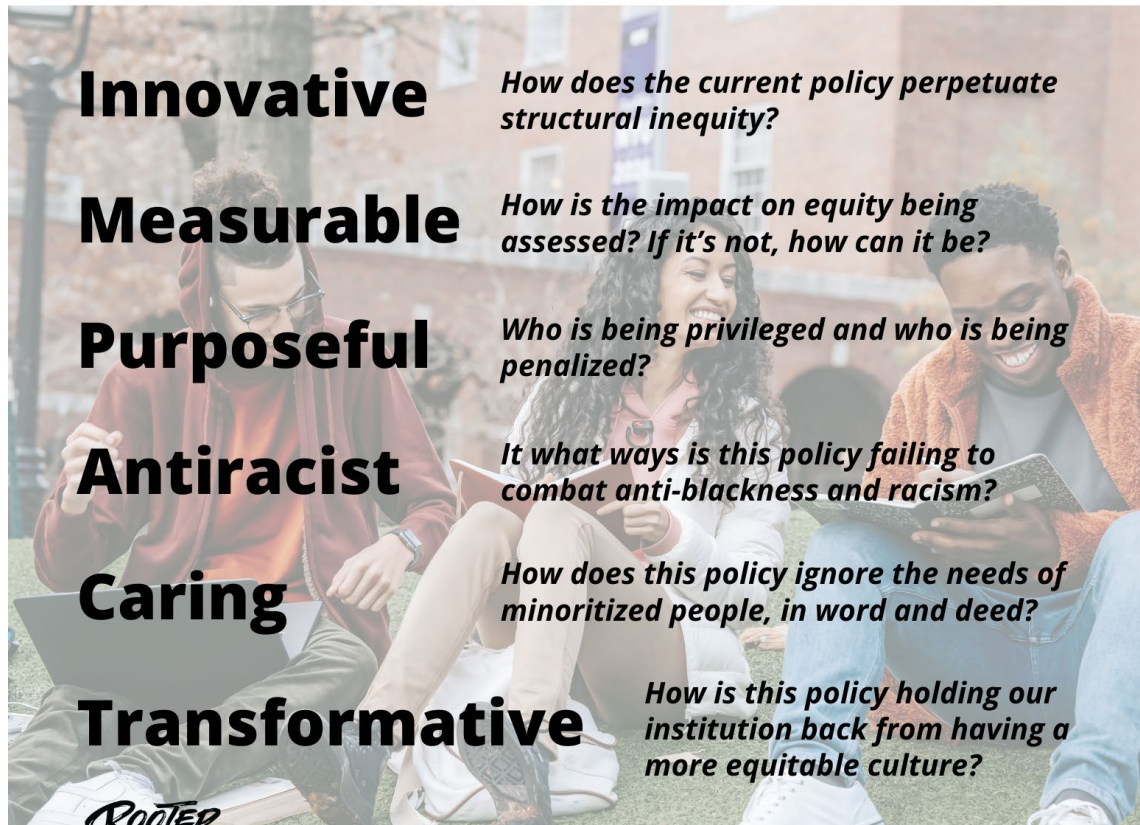 Innovative
How does the current policy perpetuate
structural inequity?
Measurable
How is the impact on equity being
assessed? If it’s not, how can it be?
Purposeful
Who is being privileged and who is being
penalized?
Antiracist
It what ways is this policy failing to
combat anti-blackness and racism?
Caring
How does this policy ignore the needs of
minoritized people, in word and deed?
Transformative
How is this policy holding our
institution back from having a
more equitable culture?
ROOTED